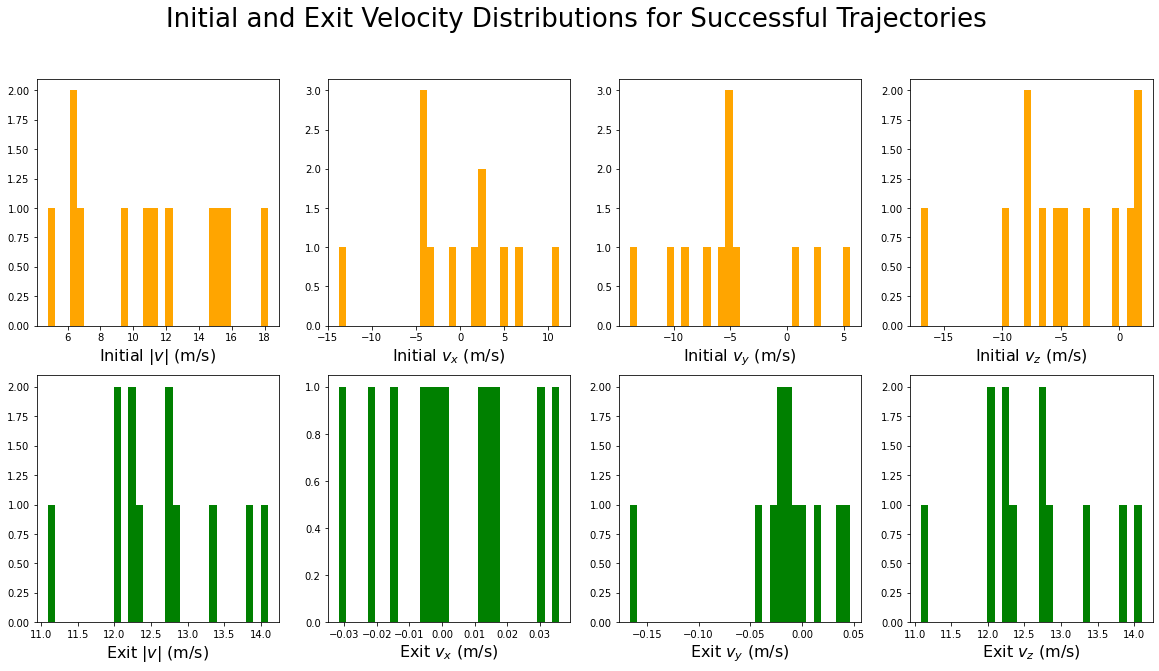 Initial and Exit Velocity Distributions for Successful Trajectories
2.00 1.75 1.50 1.25 1.00 0.75 0.50 0.25 0.00
6 8 10 12 14 16 18
Initial |v| (m/s)
3.0 2.5 2.0 1.5 1.0 0.5 0.0
−15 −10 −5 0 5 10
Initial v_x (m/s)
3.0 2.5 2.0 1.5 1.0 0.5 0.0
−10 −5 0 5
Initial v_y (m/s)
2.00 1.75 1.50 1.25 1.00 0.75 0.50 0.25 0.00
−15 −10 −5 0
Initial v_z (m/s)
2.00 1.75 1.50 1.25 1.00 0.75 0.50 0.25 0.00
11.0 11.5 12.0 12.5 13.0 13.5 14.0
Exit |v| (m/s)
1.0 0.8 0.6 0.4 0.2 0.0
−0.03 −0.02 −0.01 0.00 0.01 0.02 0.03
Exit v_x (m/s)
2.00 1.75 1.50 1.25 1.00 0.75 0.50 0.25 0.00
−0.15 −0.10 −0.05 0.00 0.05
Exit v_y (m/s)
2.00 1.75 1.50 1.25 1.00 0.75 0.50 0.25 0.00
11.0 11.5 12.0 12.5 13.0 13.5 14.0
Exit v_z (m/s)